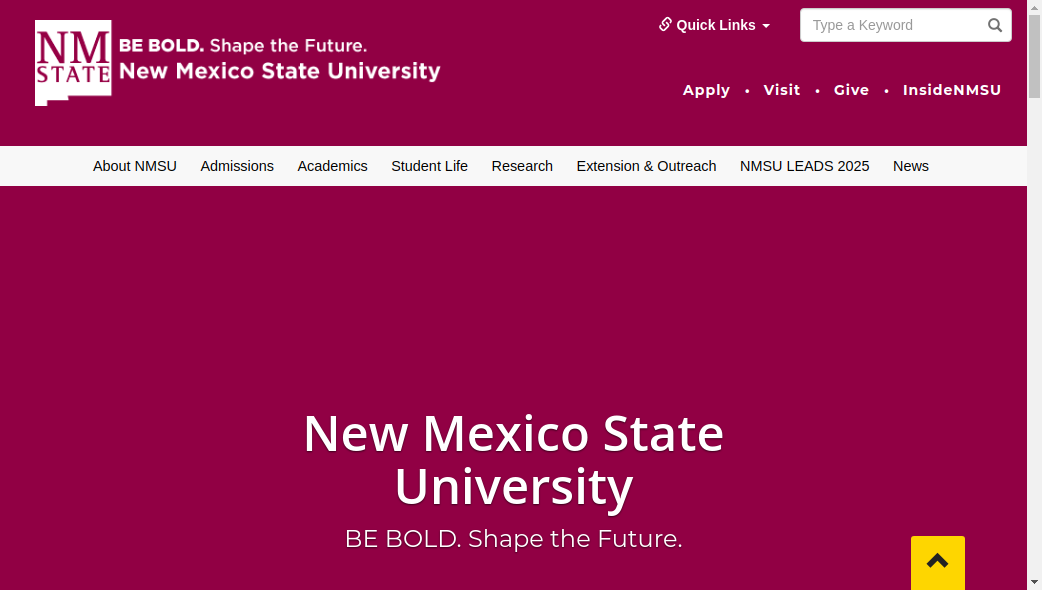 Quick Links
Type a Keyword
NM
STATE
BE BOLD. Shape the Future.
New Mexico State University
Apply • Visit • Give • InsideNMSU
About NMSU Admissions Academics Student Life Research Extension & Outreach NMSU LEADS 2025 News
New Mexico State
University
BE BOLD. Shape the Future.